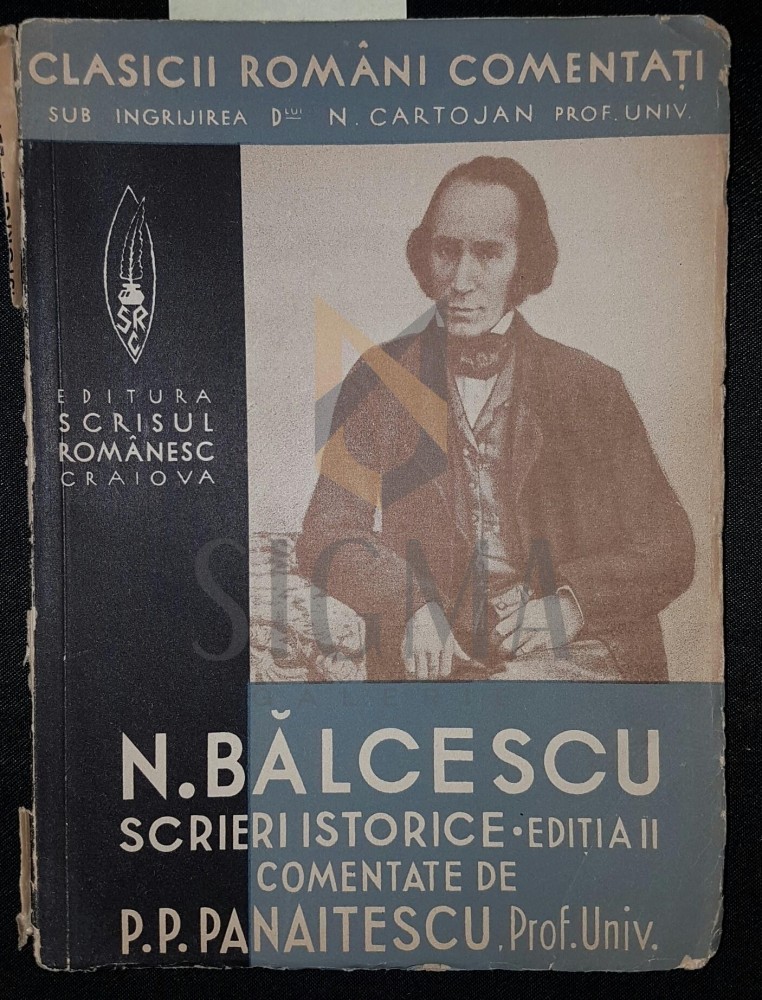 CLASICII ROMÂNI COMENTAȚI
SUB INGRIJIREA DLUI N. CARTOJAN PROF. UNIV.
SRC
EDITURA
SCRISUL
ROMÂNESC
CRAIOVA
SIGMA
GALERIE
N. BĂLCESCU
SCRIERI ISTORICE • EDIȚIA II
COMENTATE DE
P.P. PANAITESCU, Prof. Univ.